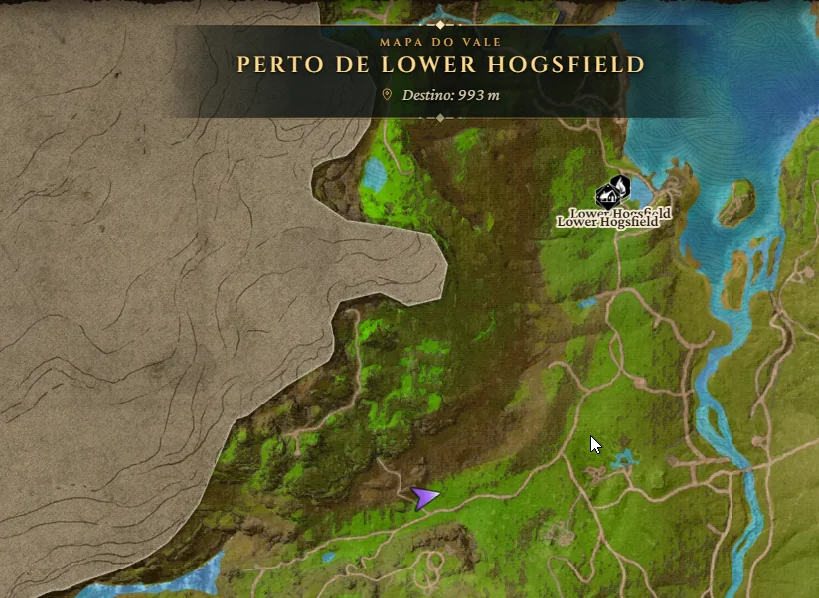 MAPA DO VALE
PERTO DE LOWER HOGSFIELD
Destino: 993 m
Lower Hogsfield
Lower Hogsfield